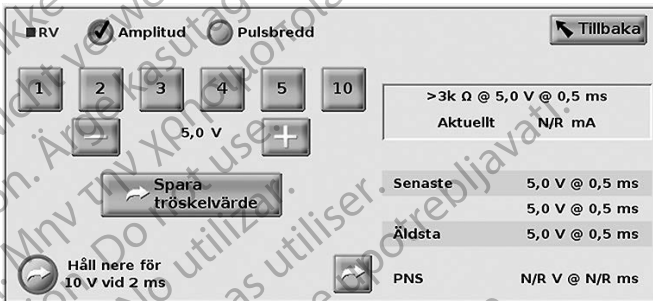 RV Amplitud Pulsbredd Tillbaka
1 2 3 4 5 10
5,0 V
>3k Ω @ 5,0 V @ 0,5 ms
Aktuellt N/R mA
Spara
tröskelvärde
Senaste 5,0 V @ 0,5 ms
5,0 V @ 0,5 ms
Äldsta 5,0 V @ 0,5 ms
Håll nere för
10 V vid 2 ms
PNS N/R V @ N/R ms